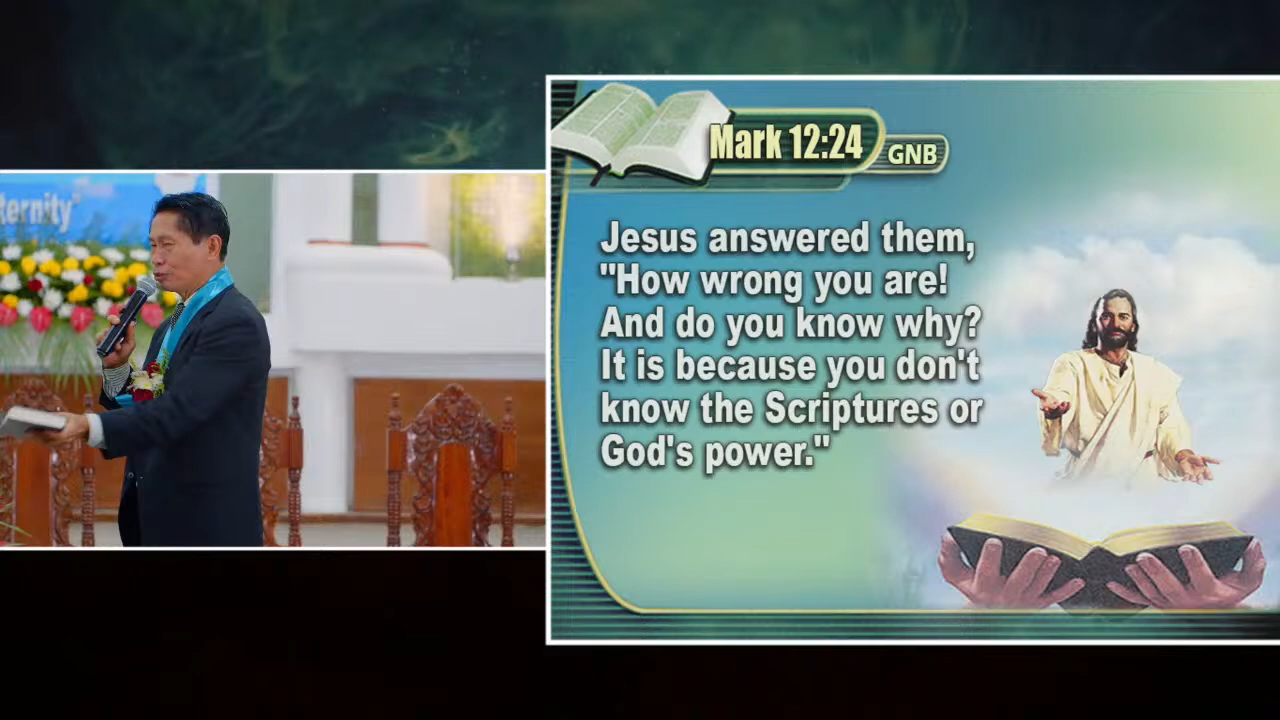 ternity"
Mark 12:24
GNB
Jesus answered them,
"How wrong you are!
And do you know why?
It is because you don't
know the Scriptures or
God's power."